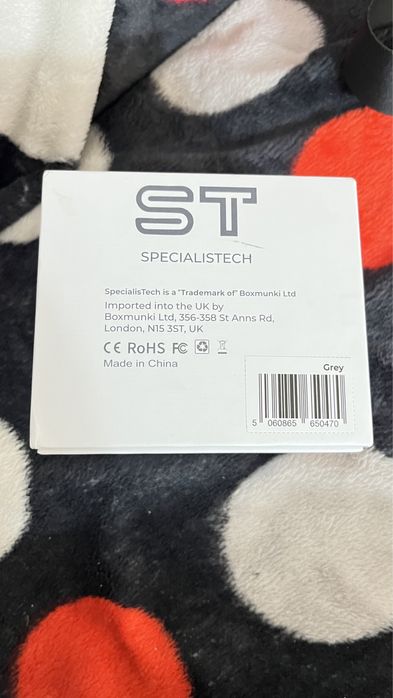 ST
SPECIALISTECH
SpecialisTech is a "Trademark of" Boxmunki Ltd
Imported into the UK by
Boxmunki Ltd, 356-358 St Anns Rd,
London, N15 3ST, UK
CE RoHS FC
Made in China
Grey
5 060865 650470